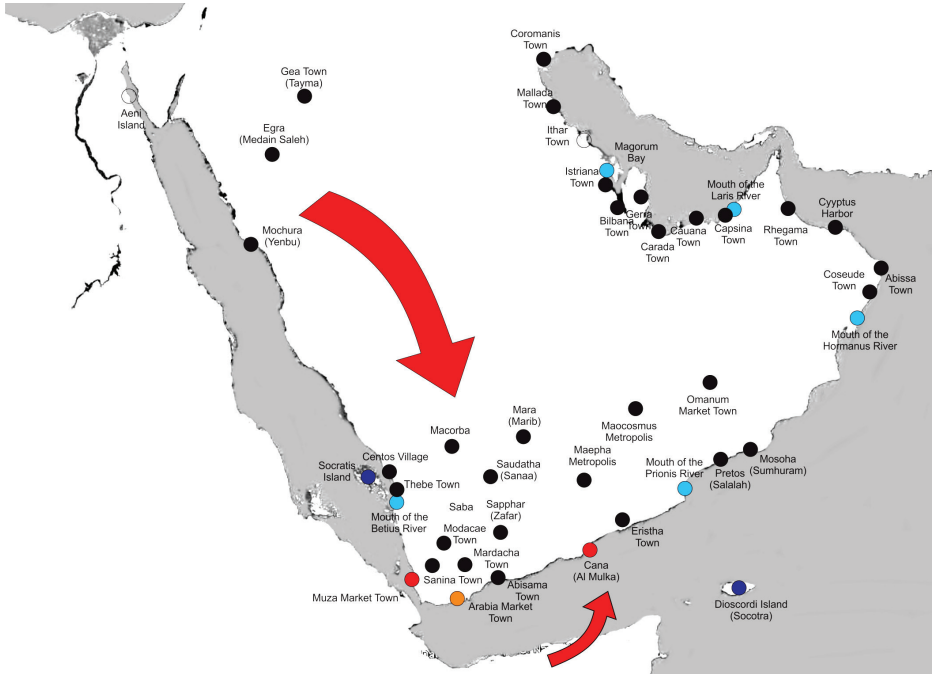 Coromanis
Town
Gea Town
(Tayma)
Mallada
Town
Aeni
Island
Egra
(Medain Saleh)
Ithar
Town
Magorum
Bay
Istriana
Town
Mouth of the
Laris River
Cyyptus
Harbor
Bilbana
Town
Gerra
Town
Cauana
Town
Capsina
Town
Rhegama
Town
Carada
Town
Mochura
(Yenbu)
Coseude
Town
Abissa
Town
Mouth of the
Hormanus River
Omanum
Market Town
Mara
(Marib)
Maocosmus
Metropolis
Macorba
Maepha
Metropolis
Centos Village
Socratis
Island
Saudatha
(Sanaa)
Mouth of the
Prionis River
Mosoha
(Sumhuram)
Pretos
(Salalah)
Thebe Town
Saba
Sapphar
(Zafar)
Mouth of the
Betius River
Modacae
Town
Eristha
Town
Mardacha
Town
Cana
(Al Mulka)
Sanina Town
Abisama
Town
Muza Market Town
Arabia Market
Town
Dioscordi Island
(Socotra)